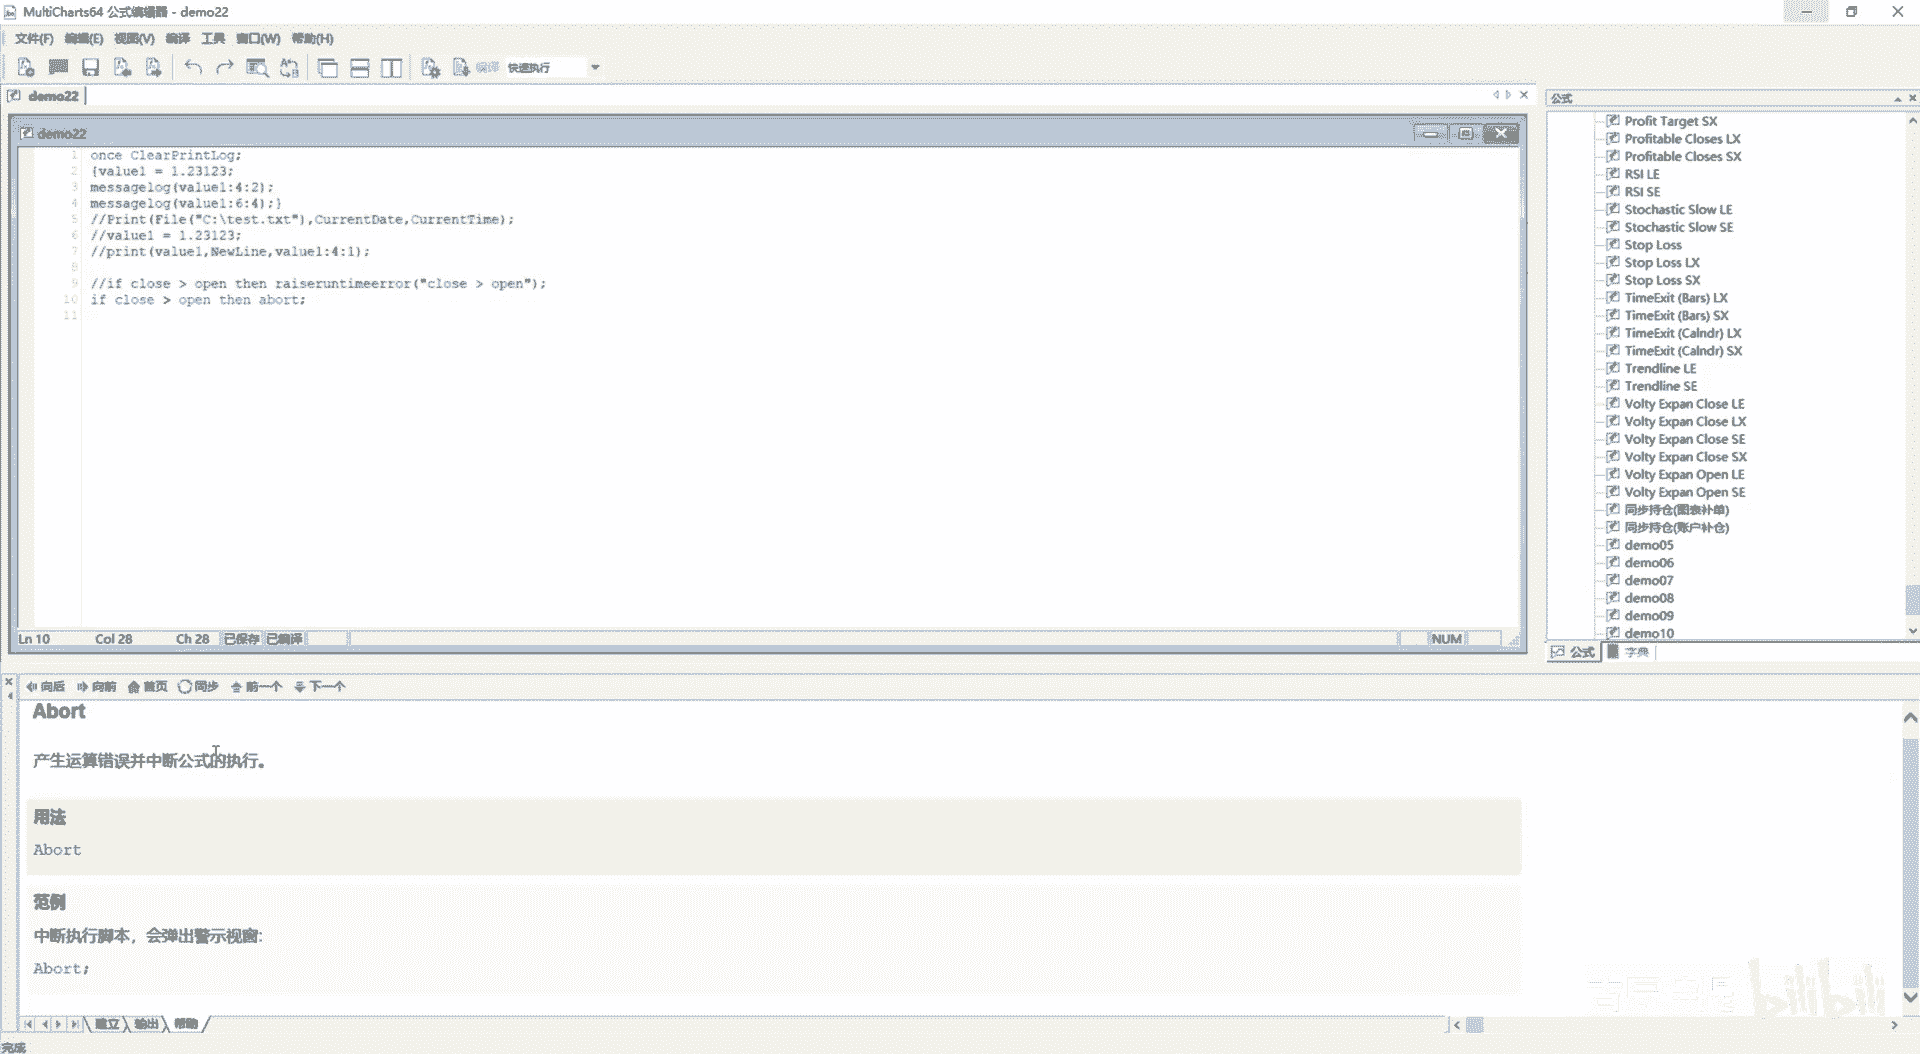 MultiCharts64 公式编辑器 - demo22
文件(F) 编辑(E) 视图(V) 编译 工具 窗口(W) 帮助(H)
编译 快速执行
demo22
demo22
1 once ClearPrintLog;
2 {value1 = 1.23123;
3 messagelog(value1:4:2);
4 messagelog(value1:6:4);}
5 //Print(File("C:\test.txt"),CurrentDate,CurrentTime);
6 //value1 = 1.23123;
7 //print(value1,NewLine,value1:4:1);
8
9 //if close > open then raiseruntimeerror("close > open");
10 if close > open then abort;
11
Ln 10 Col 28 Ch 28 已保存 已编译 NUM
公式
Profit Target SX
Profitable Closes LX
Profitable Closes SX
RSI LE
RSI SE
Stochastic Slow LE
Stochastic Slow SE
Stop Loss
Stop Loss LX
Stop Loss SX
TimeExit (Bars) LX
TimeExit (Bars) SX
TimeExit (Calndr) LX
TimeExit (Calndr) SX
Trendline LE
Trendline SE
Volty Expan Close LE
Volty Expan Close LX
Volty Expan Close SE
Volty Expan Close SX
Volty Expan Open LE
Volty Expan Open SE
同步持仓(图表补单)
同步持仓(账户补仓)
demo05
demo06
demo07
demo08
demo09
demo10
公式 字典
向后 向前 首页 同步 前一个 下一个
Abort
产生运算错误并中断公式的执行。
用法
Abort
范例
中断执行脚本，会弹出警示视窗:
Abort;
建立 输出 帮助
完成
bilibili